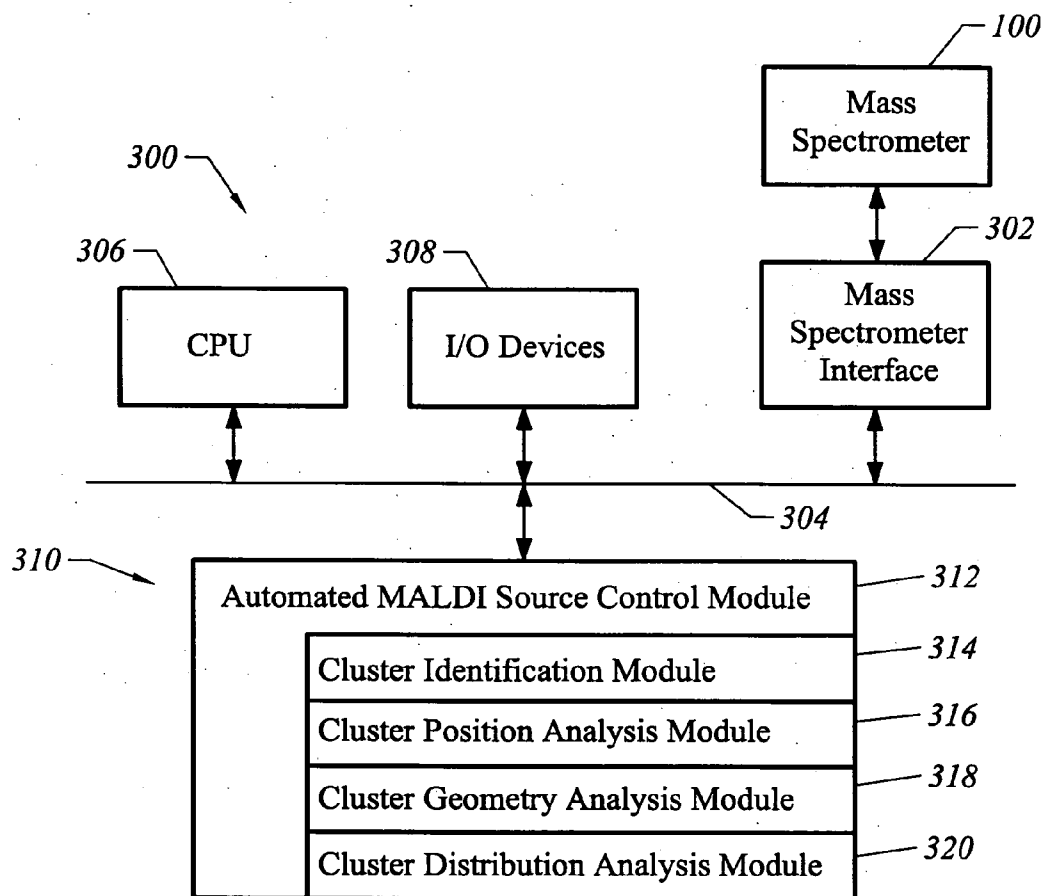 100
Mass
Spectrometer
300
302
306
308
CPU
I/O Devices
Mass
Spectrometer
Interface
304
310
312
Automated MALDI Source Control Module
314
Cluster Identification Module
316
Cluster Position Analysis Module
318
Cluster Geometry Analysis Module
320
Cluster Distribution Analysis Module